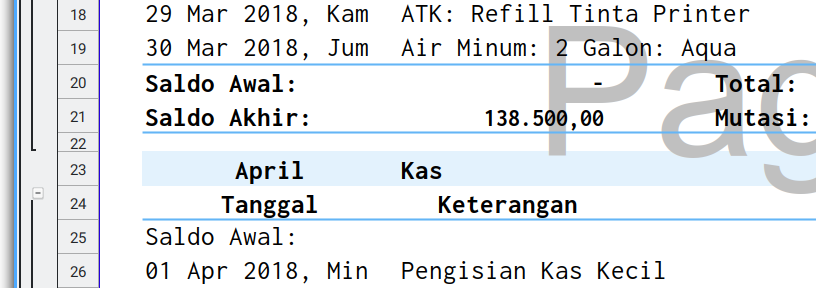 18 29 Mar 2018, Kam ATK: Refill Tinta Printer
19 30 Mar 2018, Jum Air Minum: 2 Galon: Aqua
20 Saldo Awal: - Total:
21 Saldo Akhir: 138.500,00 Mutasi:
22
23 April Kas
24 Tanggal Keterangan
25 Saldo Awal:
26 01 Apr 2018, Min Pengisian Kas Kecil
Pag